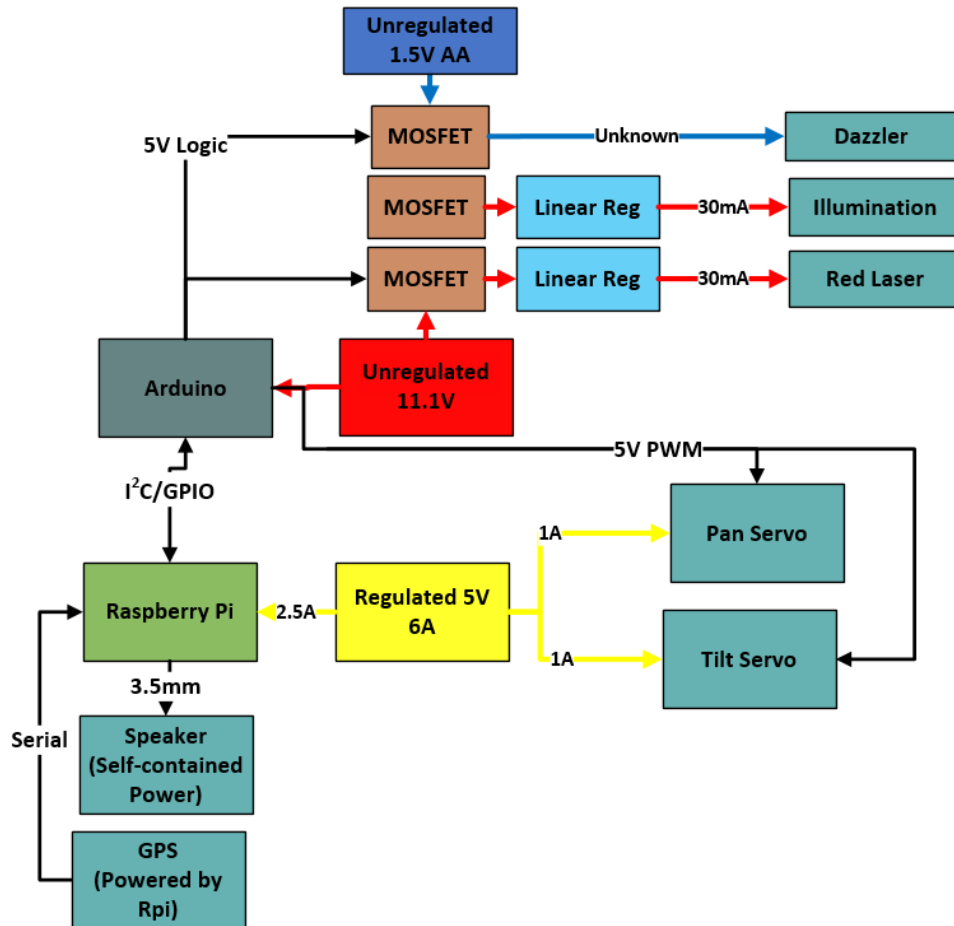 Unregulated
1.5V AA
5V Logic
MOSFET
Unknown
Dazzler
MOSFET
Linear Reg
30mA
Illumination
MOSFET
Linear Reg
30mA
Red Laser
Arduino
Unregulated
11.1V
5V PWM
I²C/GPIO
1A
Pan Servo
Raspberry Pi
2.5A
Regulated 5V
6A
1A
Tilt Servo
3.5mm
Serial
Speaker
(Self-contained
Power)
GPS
(Powered by
Rpi)